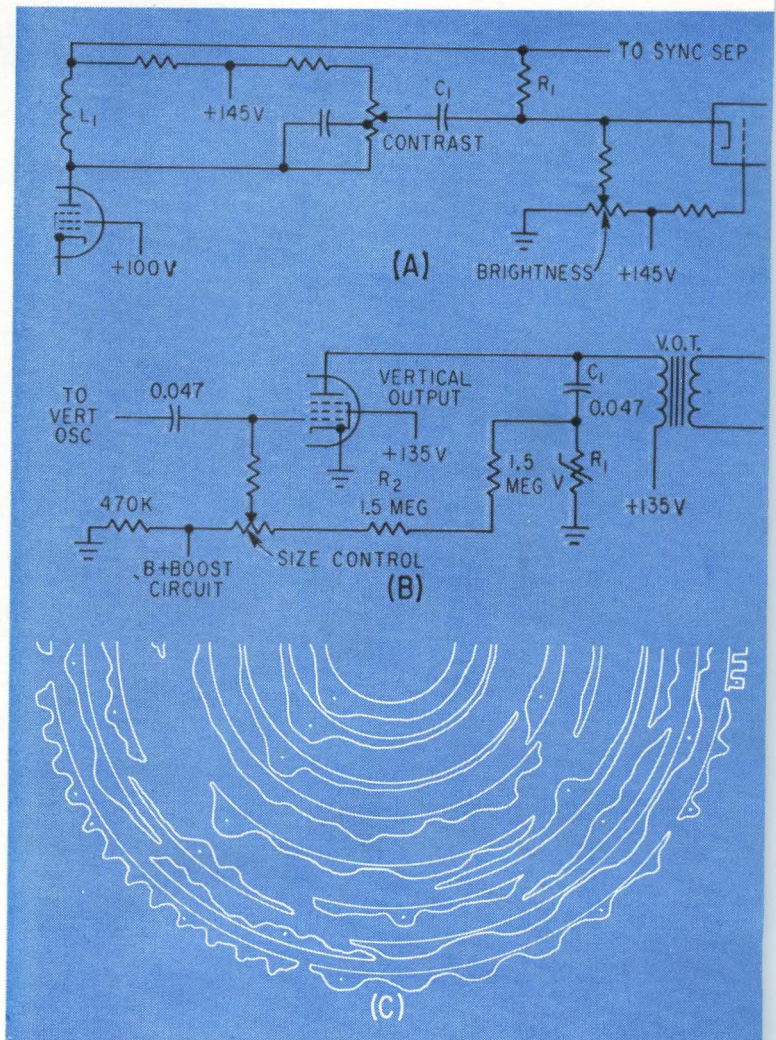 TO SYNC SEP
R1
C1
L1
+145V
CONTRAST
+100V
(A)
BRIGHTNESS
+145V
V.O.T.
TO
VERT
OSC
0.047
VERTICAL
OUTPUT
C1
0.047
+135V
R2
1.5 MEG
1.5
MEG
V
R1
+135V
470K
SIZE CONTROL
B+BOOST
CIRCUIT
(B)
(C)